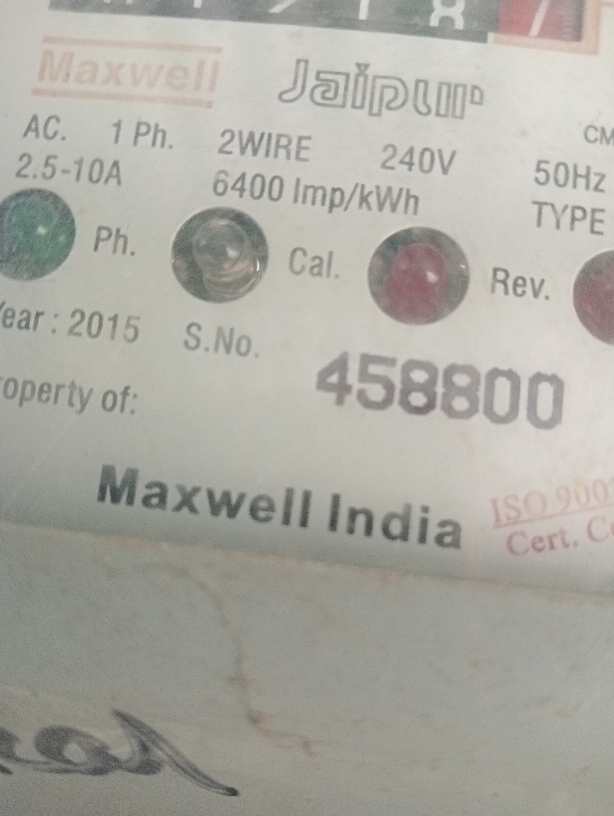 Maxwell Jaipur
AC. 1 Ph. 2WIRE 240V
2.5-10A 6400 Imp/kWh 50Hz
TYPE
Ph. Cal. Rev.
ear : 2015 S.No. 458800
operty of:
Maxwell India
ISO 900
Cert.